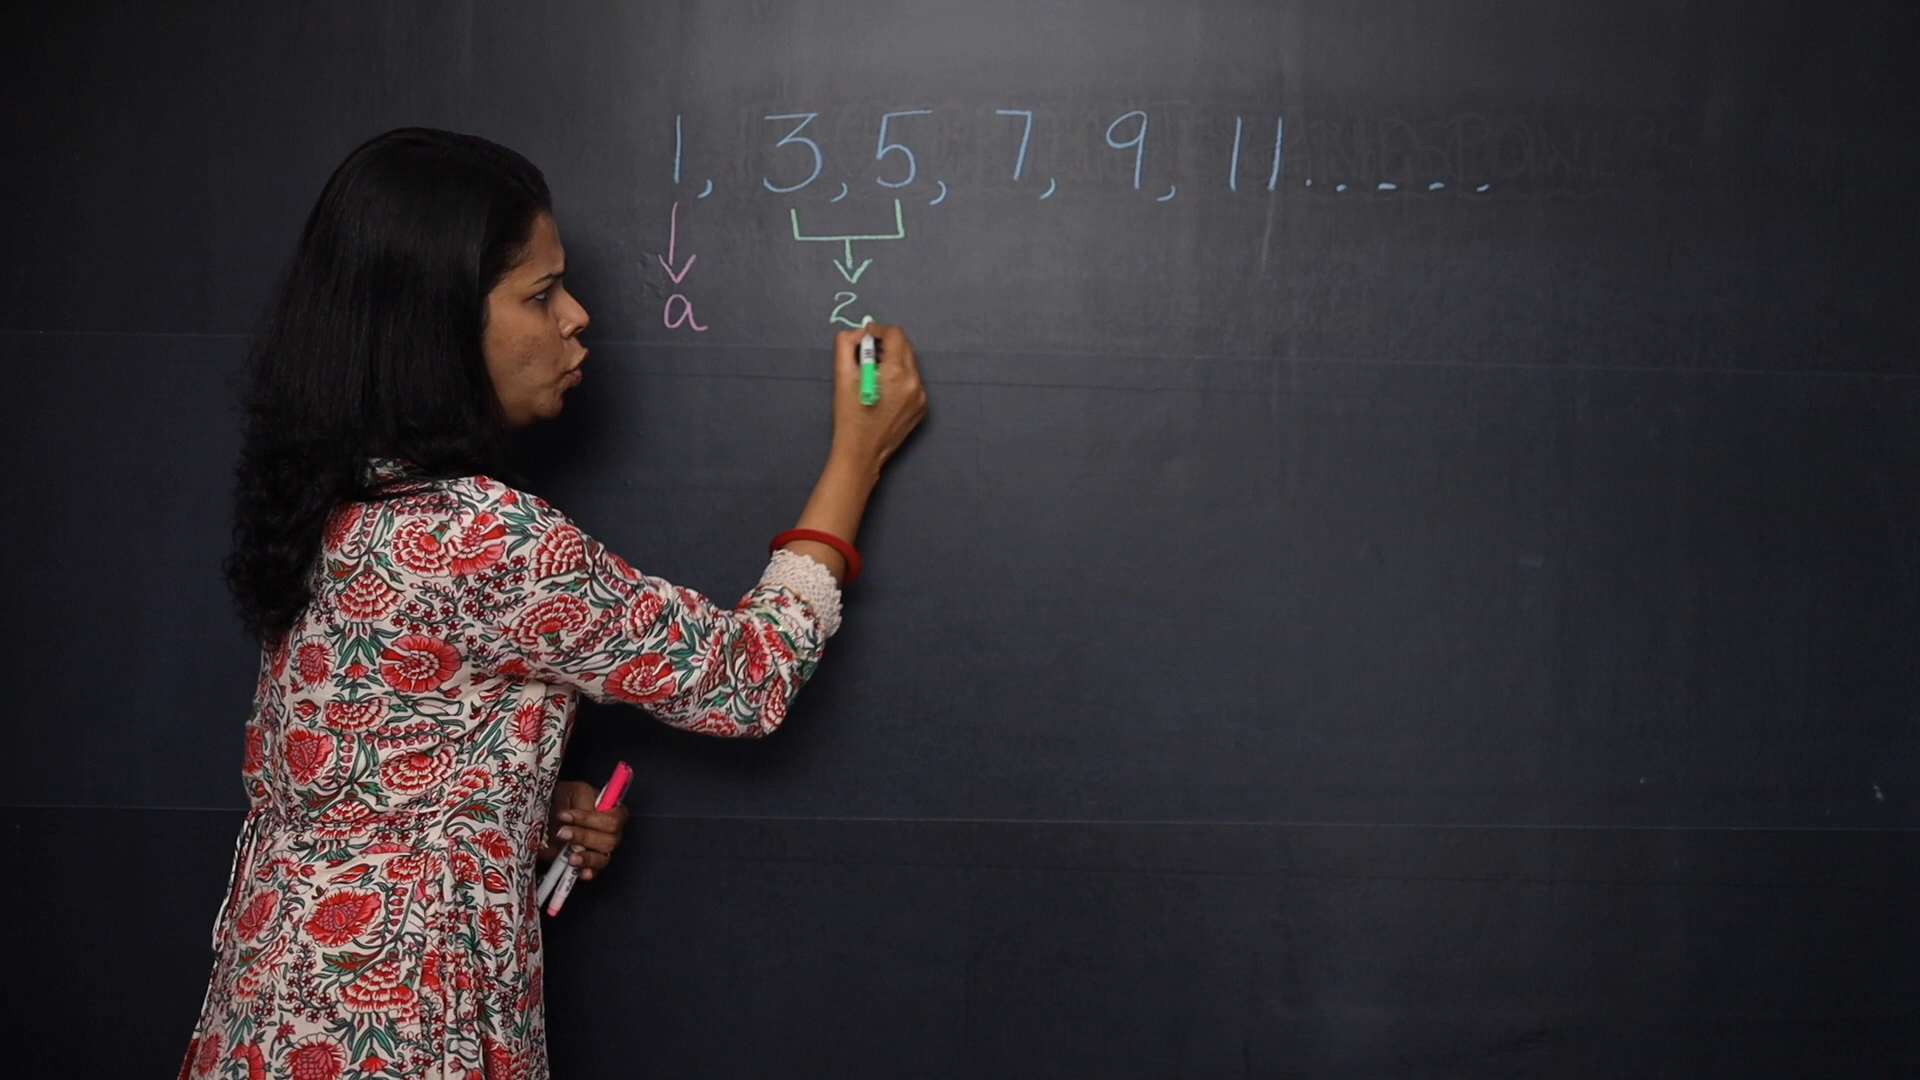 1, 3, 5, 7, 9, 11.....
a 2